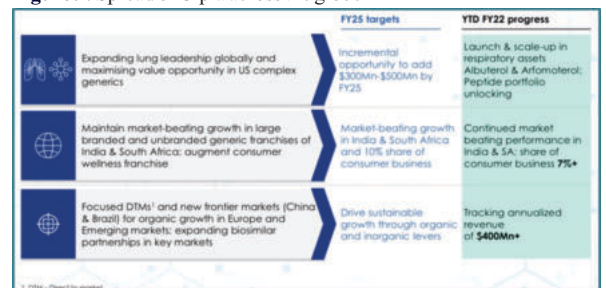 FY25 targets
YTD FY22 progress
Expanding lung leadership globally and
maximising value opportunity in US complex
generics
Incremental
opportunity to add
$300Mn-$500Mn by
FY25
Launch & scale-up in
respiratory assets
Albuterol & Arfomoterol;
Peptide portfolio
unlocking
Maintain market-beating growth in large
branded and unbranded generic franchises of
India & South Africa; augment consumer
wellness franchise
Market-beating growth
in India & South Africa
and 10% share of
consumer business
Continued market
beating performance in
India & SA; share of
consumer business 7%+
Focused DTMs¹ and new frontier markets (China
& Brazil) for organic growth in Europe and
Emerging markets; expanding biosimilar
partnerships in key markets
Drive sustainable
growth through organic
and inorganic levers
Tracking annualized
revenue
of $400Mn+
1. DTM - Direct to market